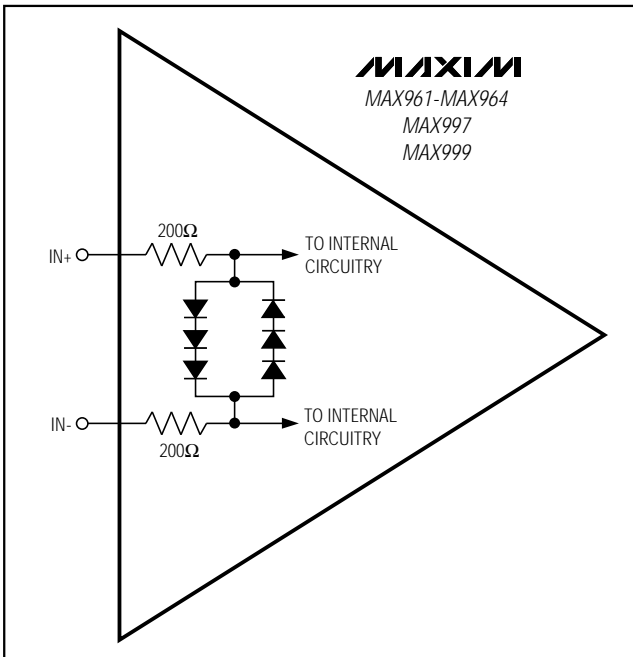 MAXIM
MAX961-MAX964
MAX997
MAX999
200Ω
IN+
TO INTERNAL
CIRCUITRY
IN-
TO INTERNAL
CIRCUITRY
200Ω